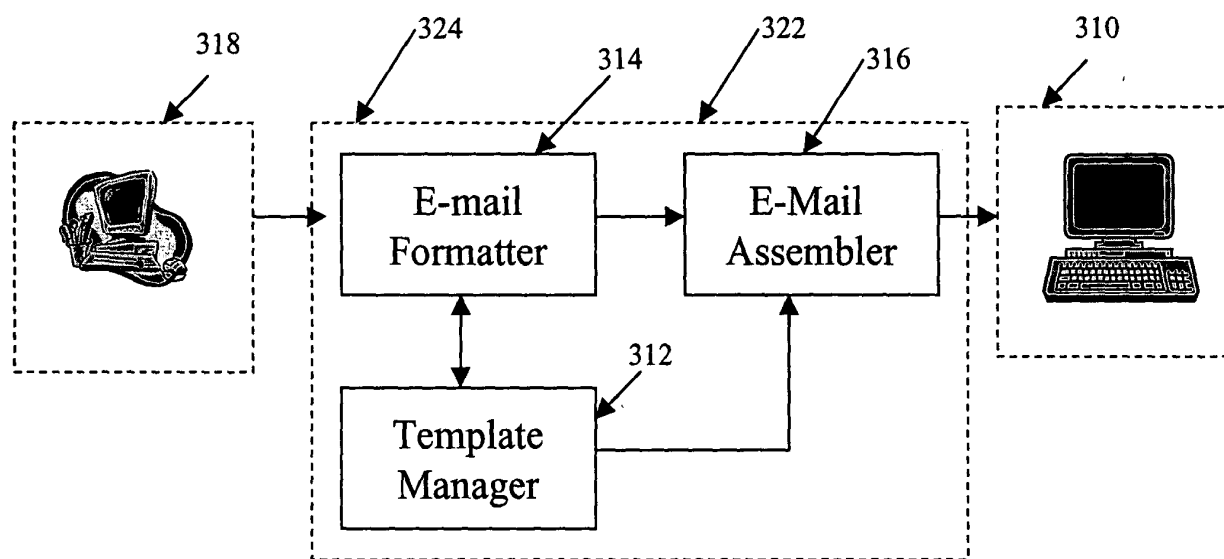 318
324
322
310
314
316
E-mail
Formatter
E-Mail
Assembler
312
Template
Manager